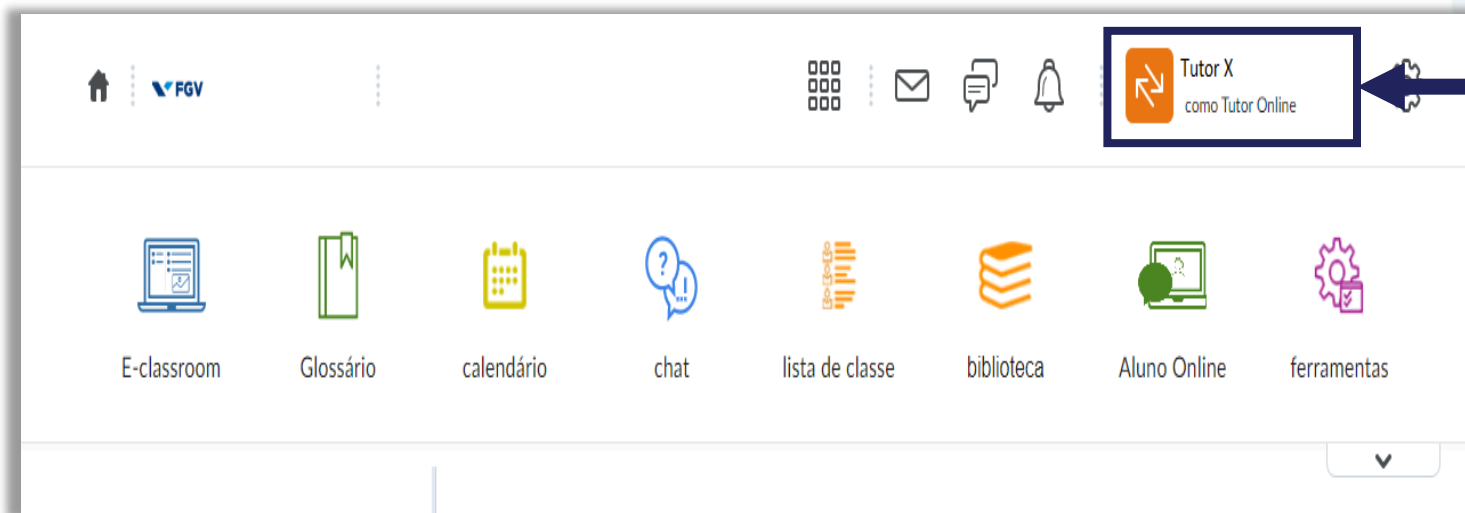 FGV
Tutor X
como Tutor Online
E-classroom
Glossário
calendário
chat
lista de classe
biblioteca
Aluno Online
ferramentas